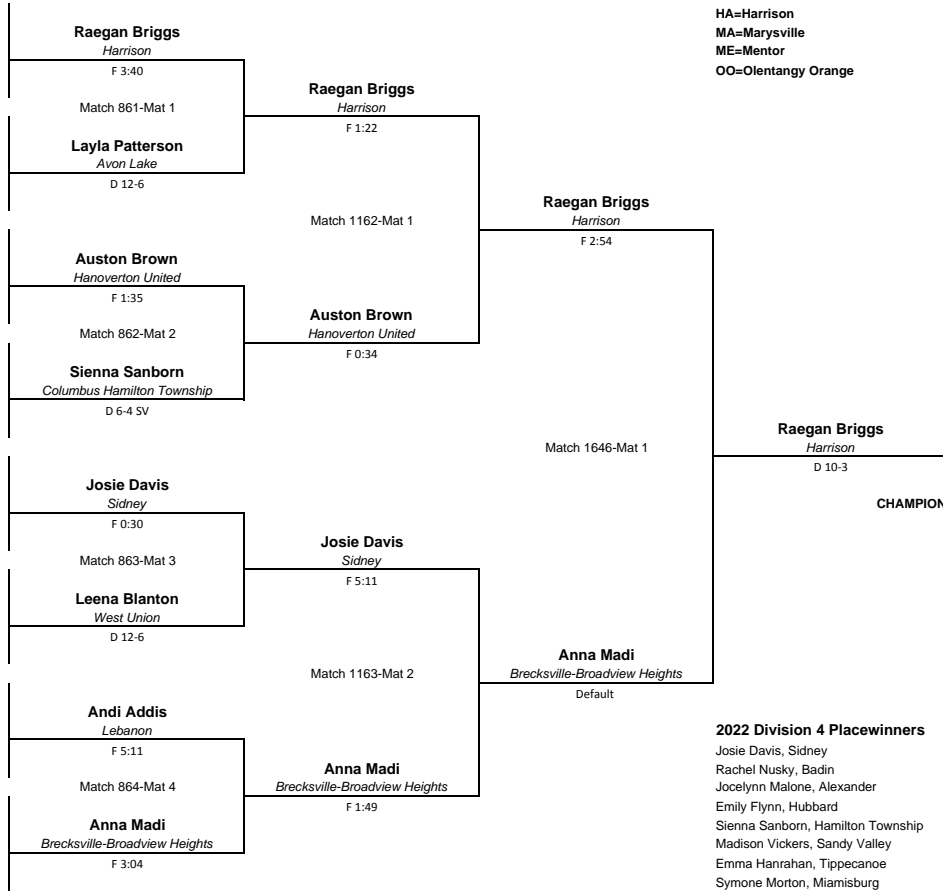 HA=Harrison
MA=Marysville
ME=Mentor
OO=Olentangy Orange
Raegan Briggs
Harrison
F 3:40
Match 861-Mat 1
Layla Patterson
Avon Lake
D 12-6
Auston Brown
Hanoverton United
F 1:35
Match 862-Mat 2
Sienna Sanborn
Columbus Hamilton Township
D 6-4 SV
Josie Davis
Sidney
F 0:30
Match 863-Mat 3
Leena Blanton
West Union
D 12-6
Andi Addis
Lebanon
F 5:11
Match 864-Mat 4
Anna Madi
Brecksville-Broadview Heights
F 3:04
Raegan Briggs
Harrison
F 1:22
Match 1162-Mat 1
Auston Brown
Hanoverton United
F 0:34
Josie Davis
Sidney
F 5:11
Match 1163-Mat 2
Anna Madi
Brecksville-Broadview Heights
F 1:49
Raegan Briggs
Harrison
F 2:54
Match 1646-Mat 1
Anna Madi
Brecksville-Broadview Heights
Default
Raegan Briggs
Harrison
D 10-3
CHAMPION
2022 Division 4 Placewinners
Josie Davis, Sidney
Rachel Nusky, Badin
Jocelynn Malone, Alexander
Emily Flynn, Hubbard
Sienna Sanborn, Hamilton Township
Madison Vickers, Sandy Valley
Emma Hanrahan, Tippecanoe
Symone Morton, Miamisburg